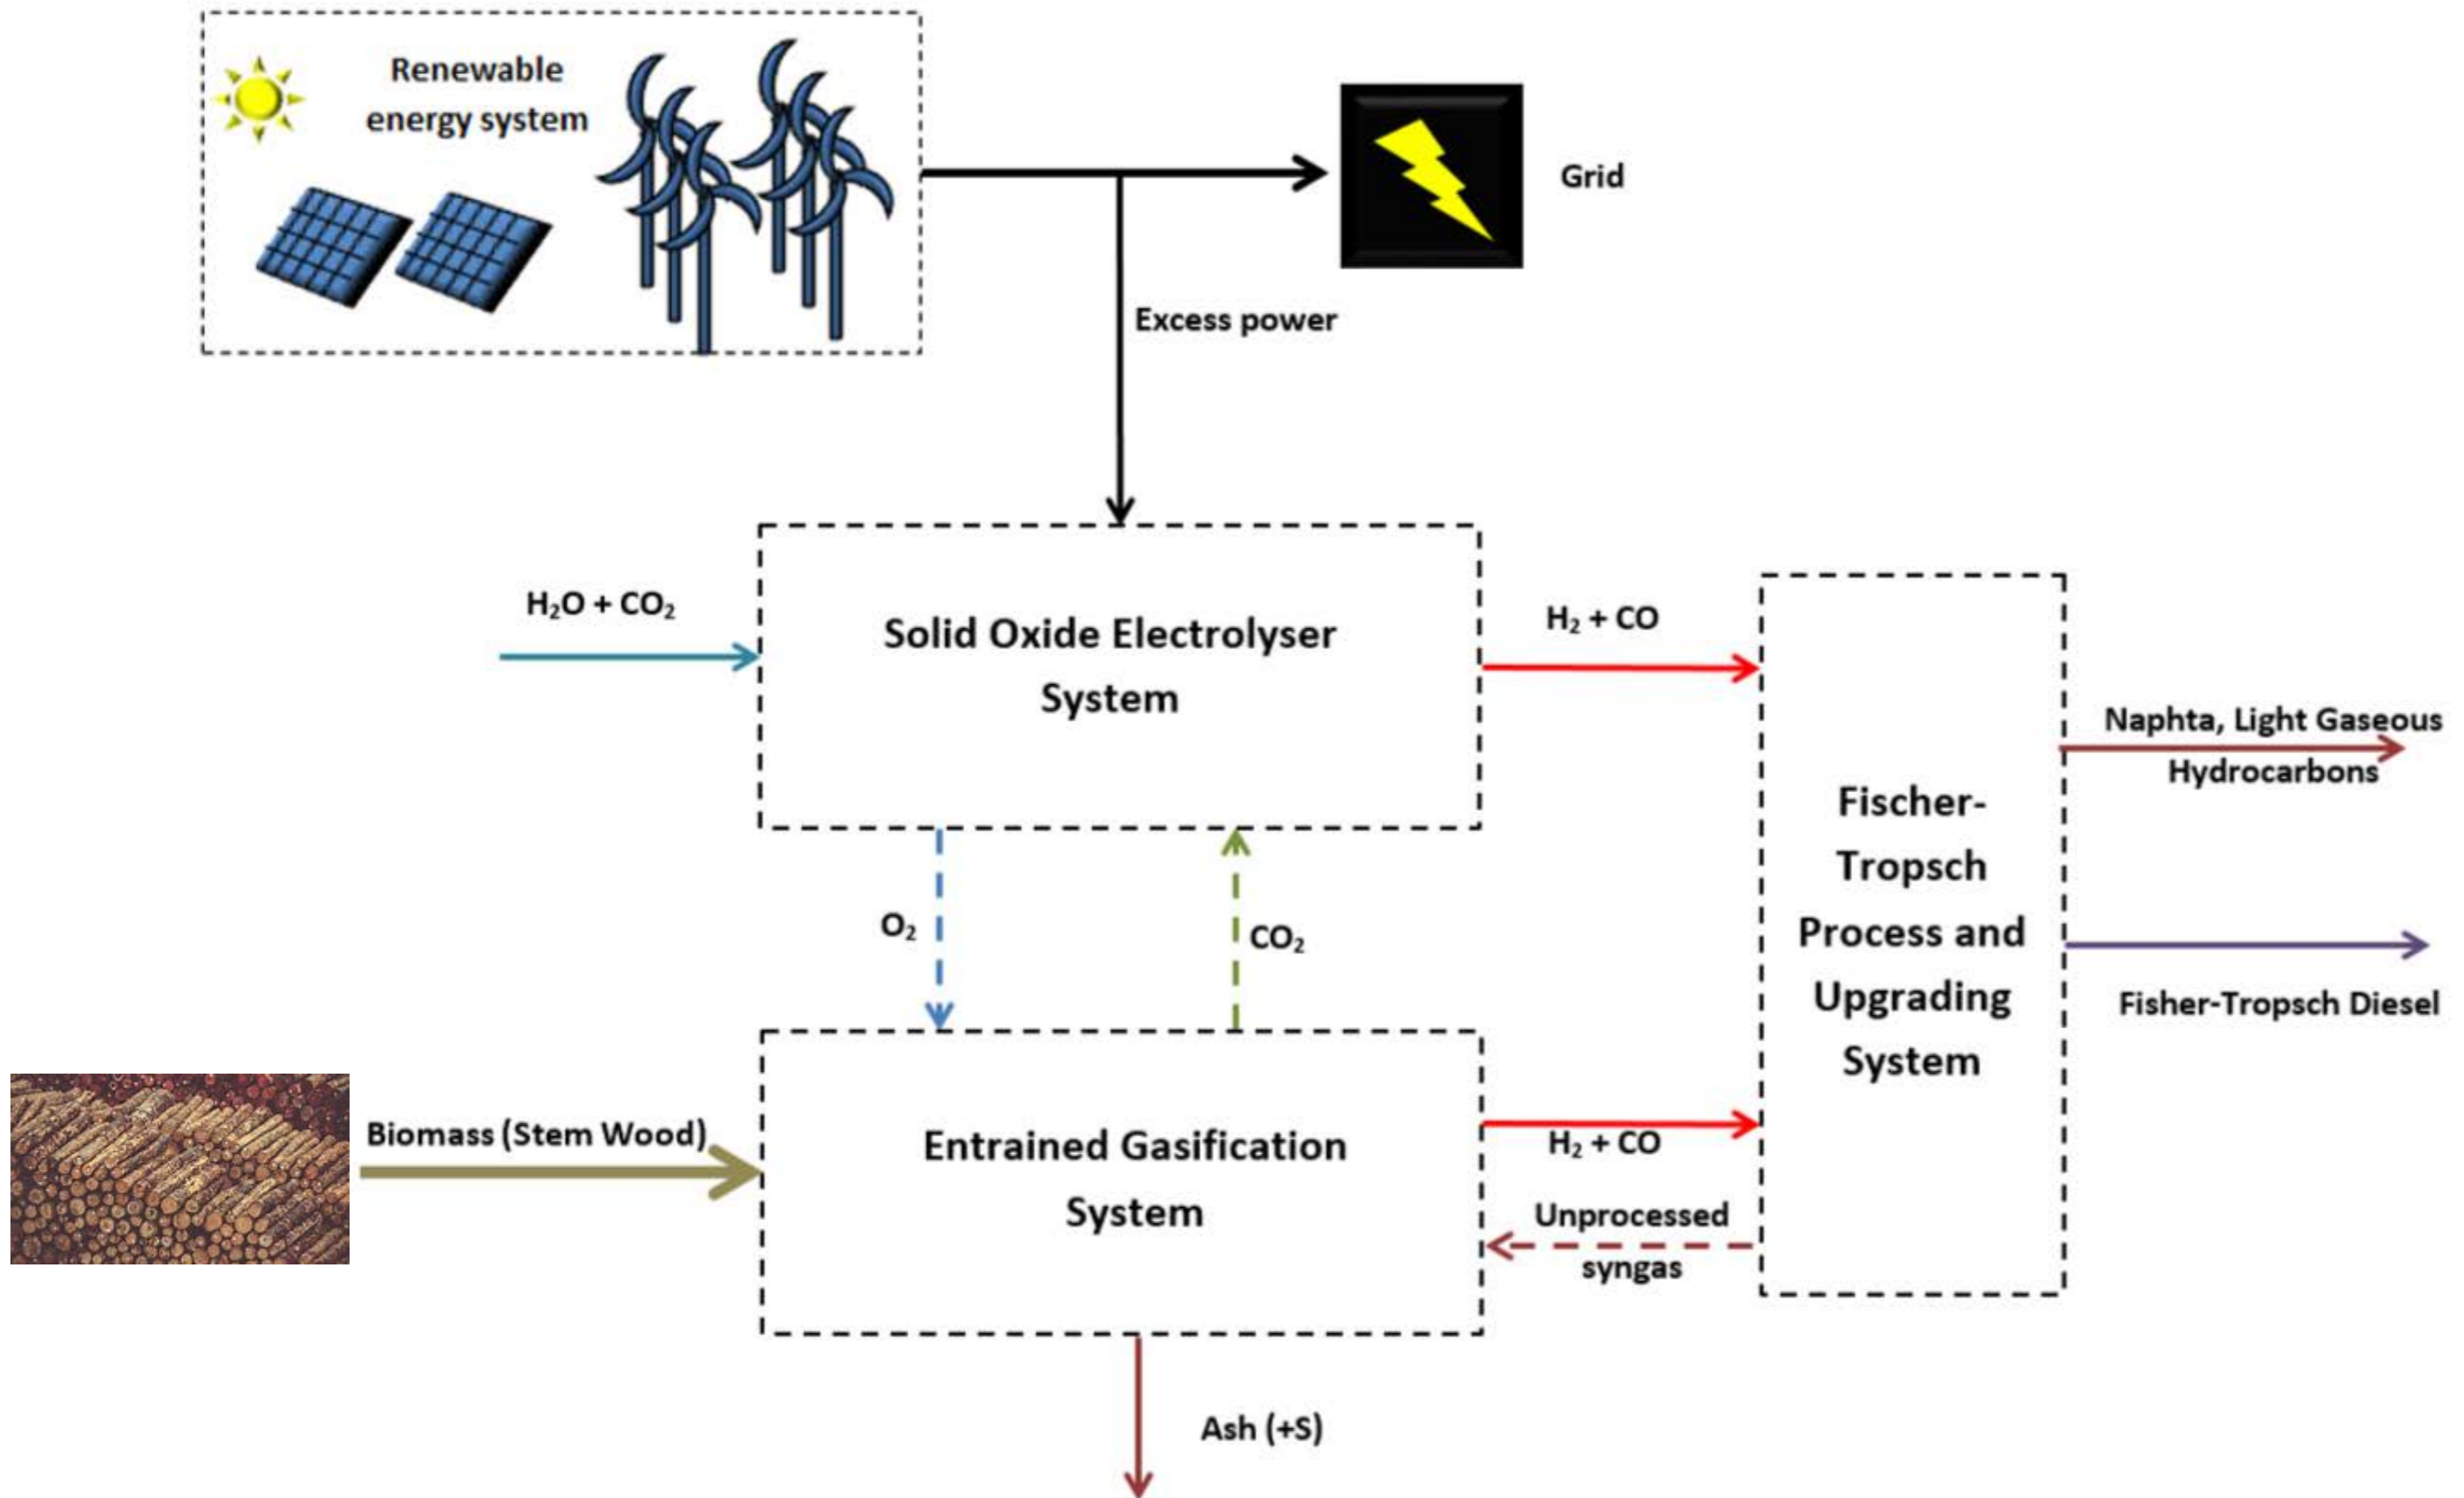 Renewable
energy system
Grid
Excess power
H₂O + CO₂
Solid Oxide Electrolyser
System
H₂ + CO
Naphta, Light Gaseous
Hydrocarbons
Fischer-
Tropsch
Process and
Upgrading
System
O₂
CO₂
Fisher-Tropsch Diesel
Biomass (Stem Wood)
Entrained Gasification
System
H₂ + CO
Unprocessed
syngas
Ash (+S)